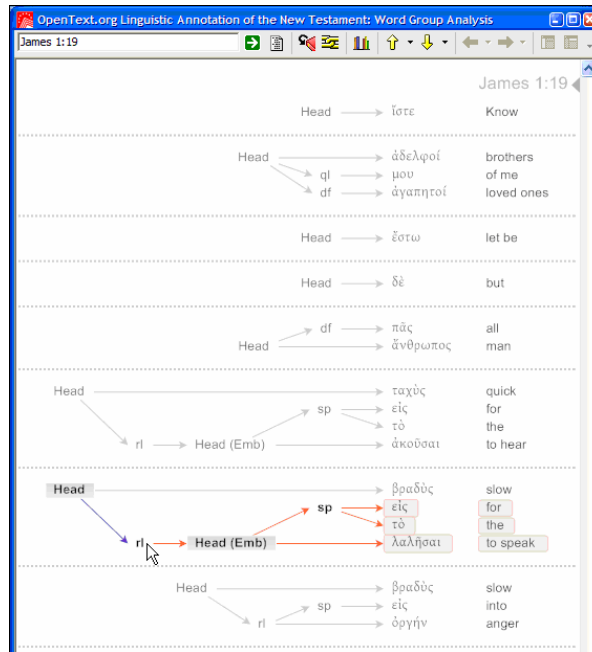 OpenText.org Linguistic Annotation of the New Testament: Word Group Analysis
James 1:19
James 1:19
Head ἴστε Know
Head ἀδελφοί brothers
ql μου of me
df ἀγαπητοί loved ones
Head ἔστω let be
Head δὲ but
df πᾶς all
Head ἄνθρωπος man
Head ταχὺς quick
sp εἰς for
τὸ the
rl Head (Emb) ἀκοῦσαι to hear
Head βραδὺς slow
sp εἰς for
τὸ the
rl Head (Emb) λαλῆσαι to speak
Head βραδὺς slow
sp εἰς into
rl ὀργήν anger